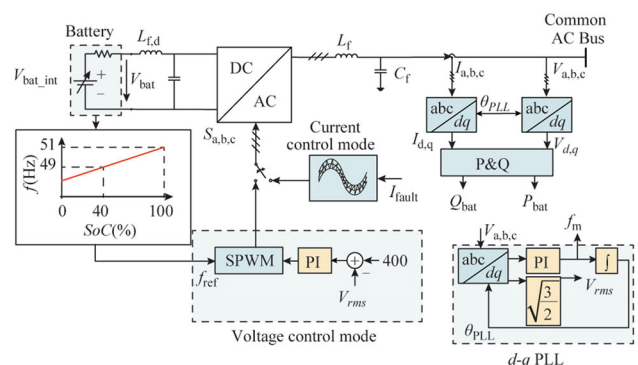 Battery
L_f,d
V_bat_int
+
−
V_bat
DC
AC
L_f
C_f
Common
AC Bus
I_a,b,c
V_a,b,c
abc
dq
θ_PLL
abc
dq
I_d,q
V_d,q
P&Q
Q_bat
P_bat
S_a,b,c
Current
control mode
I_fault
51
49
f(Hz)
0
40
100
SoC(%)
f_ref
SPWM
PI
+
−
400
V_rms
Voltage control mode
V_a,b,c
f_m
abc
dq
PI
∫
√3/2
V_rms
θ_PLL
d-q PLL